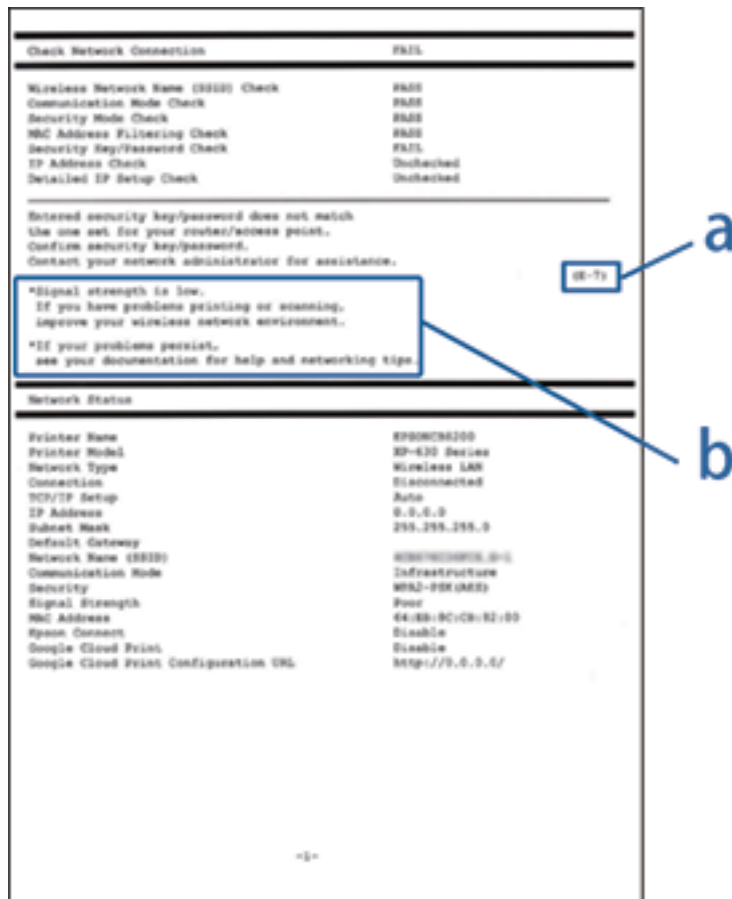 Check Network Connection FAIL
Wireless Network Name (SSID) Check PASS
Communication Mode Check PASS
Security Mode Check PASS
MAC Address Filtering Check PASS
Security Key/Password Check FAIL
IP Address Check Unchecked
Detailed IP Setup Check Unchecked
Entered security key/password does not match
the one set for your router/access point.
Confirm security key/password.
Contact your network administrator for assistance.
(E-7)
a
*Signal strength is low.
If you have problems printing or scanning,
improve your wireless network environment.
*If your problems persist,
see your documentation for help and networking tips.
b
Network Status
Printer Name
Printer Model XP-630 Series
Network Type Wireless LAN
Connection Disconnected
TCP/IP Setup Auto
IP Address 0.0.0.0
Subnet Mask 255.255.255.0
Default Gateway
Network Name (SSID)
Communication Mode Infrastructure
Security WPA2-PSK(AES)
Signal Strength Poor
MAC Address
Epson Connect Disable
Google Cloud Print Disable
Google Cloud Print Configuration URL http://0.0.0.0/
-1-